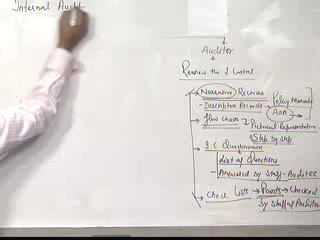 Internal Audit
Auditor
Review the I. Control
Narrative Records
- Descriptive Records → Policy Manuals
AOA
Flow Charts → Pictorial Representation
Step by step
I.C Questionnaire
List of Questions
- Answered by Staff - Auditee
Check Lists → Points → Checked
by Staff of Auditor